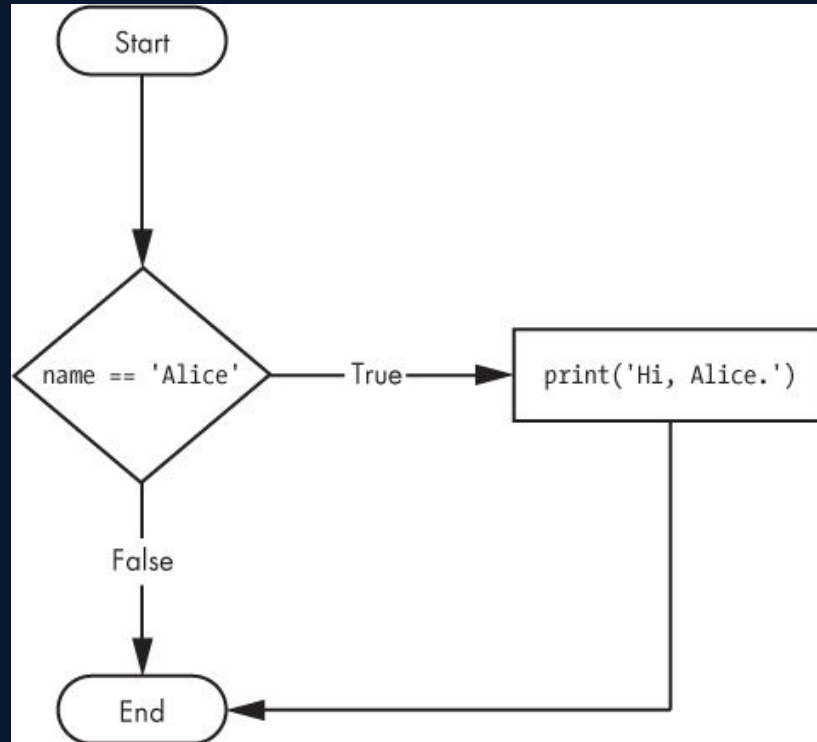 Start
name == 'Alice'
True
print('Hi, Alice.')
False
End